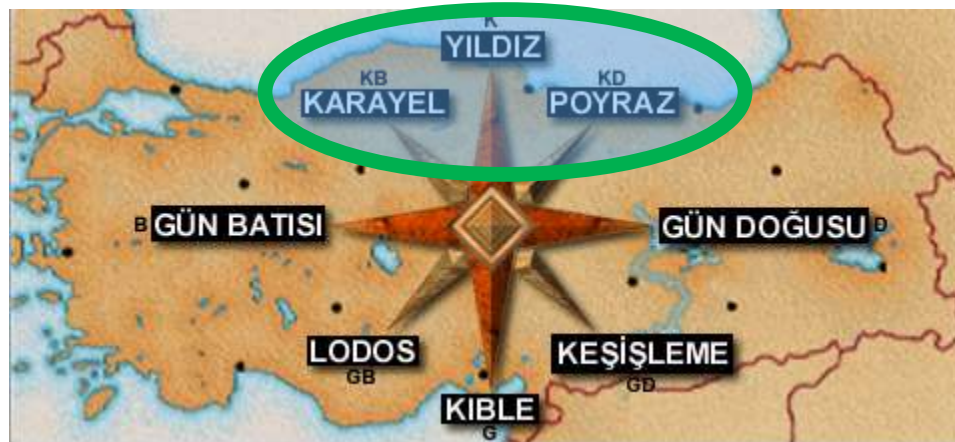 K
YILDIZ
KB
KARAYEL
KD
POYRAZ
B GÜN BATISI
GÜN DOĞUSU D
LODOS
GB
KEŞİŞLEME
GD
KIBLE
G